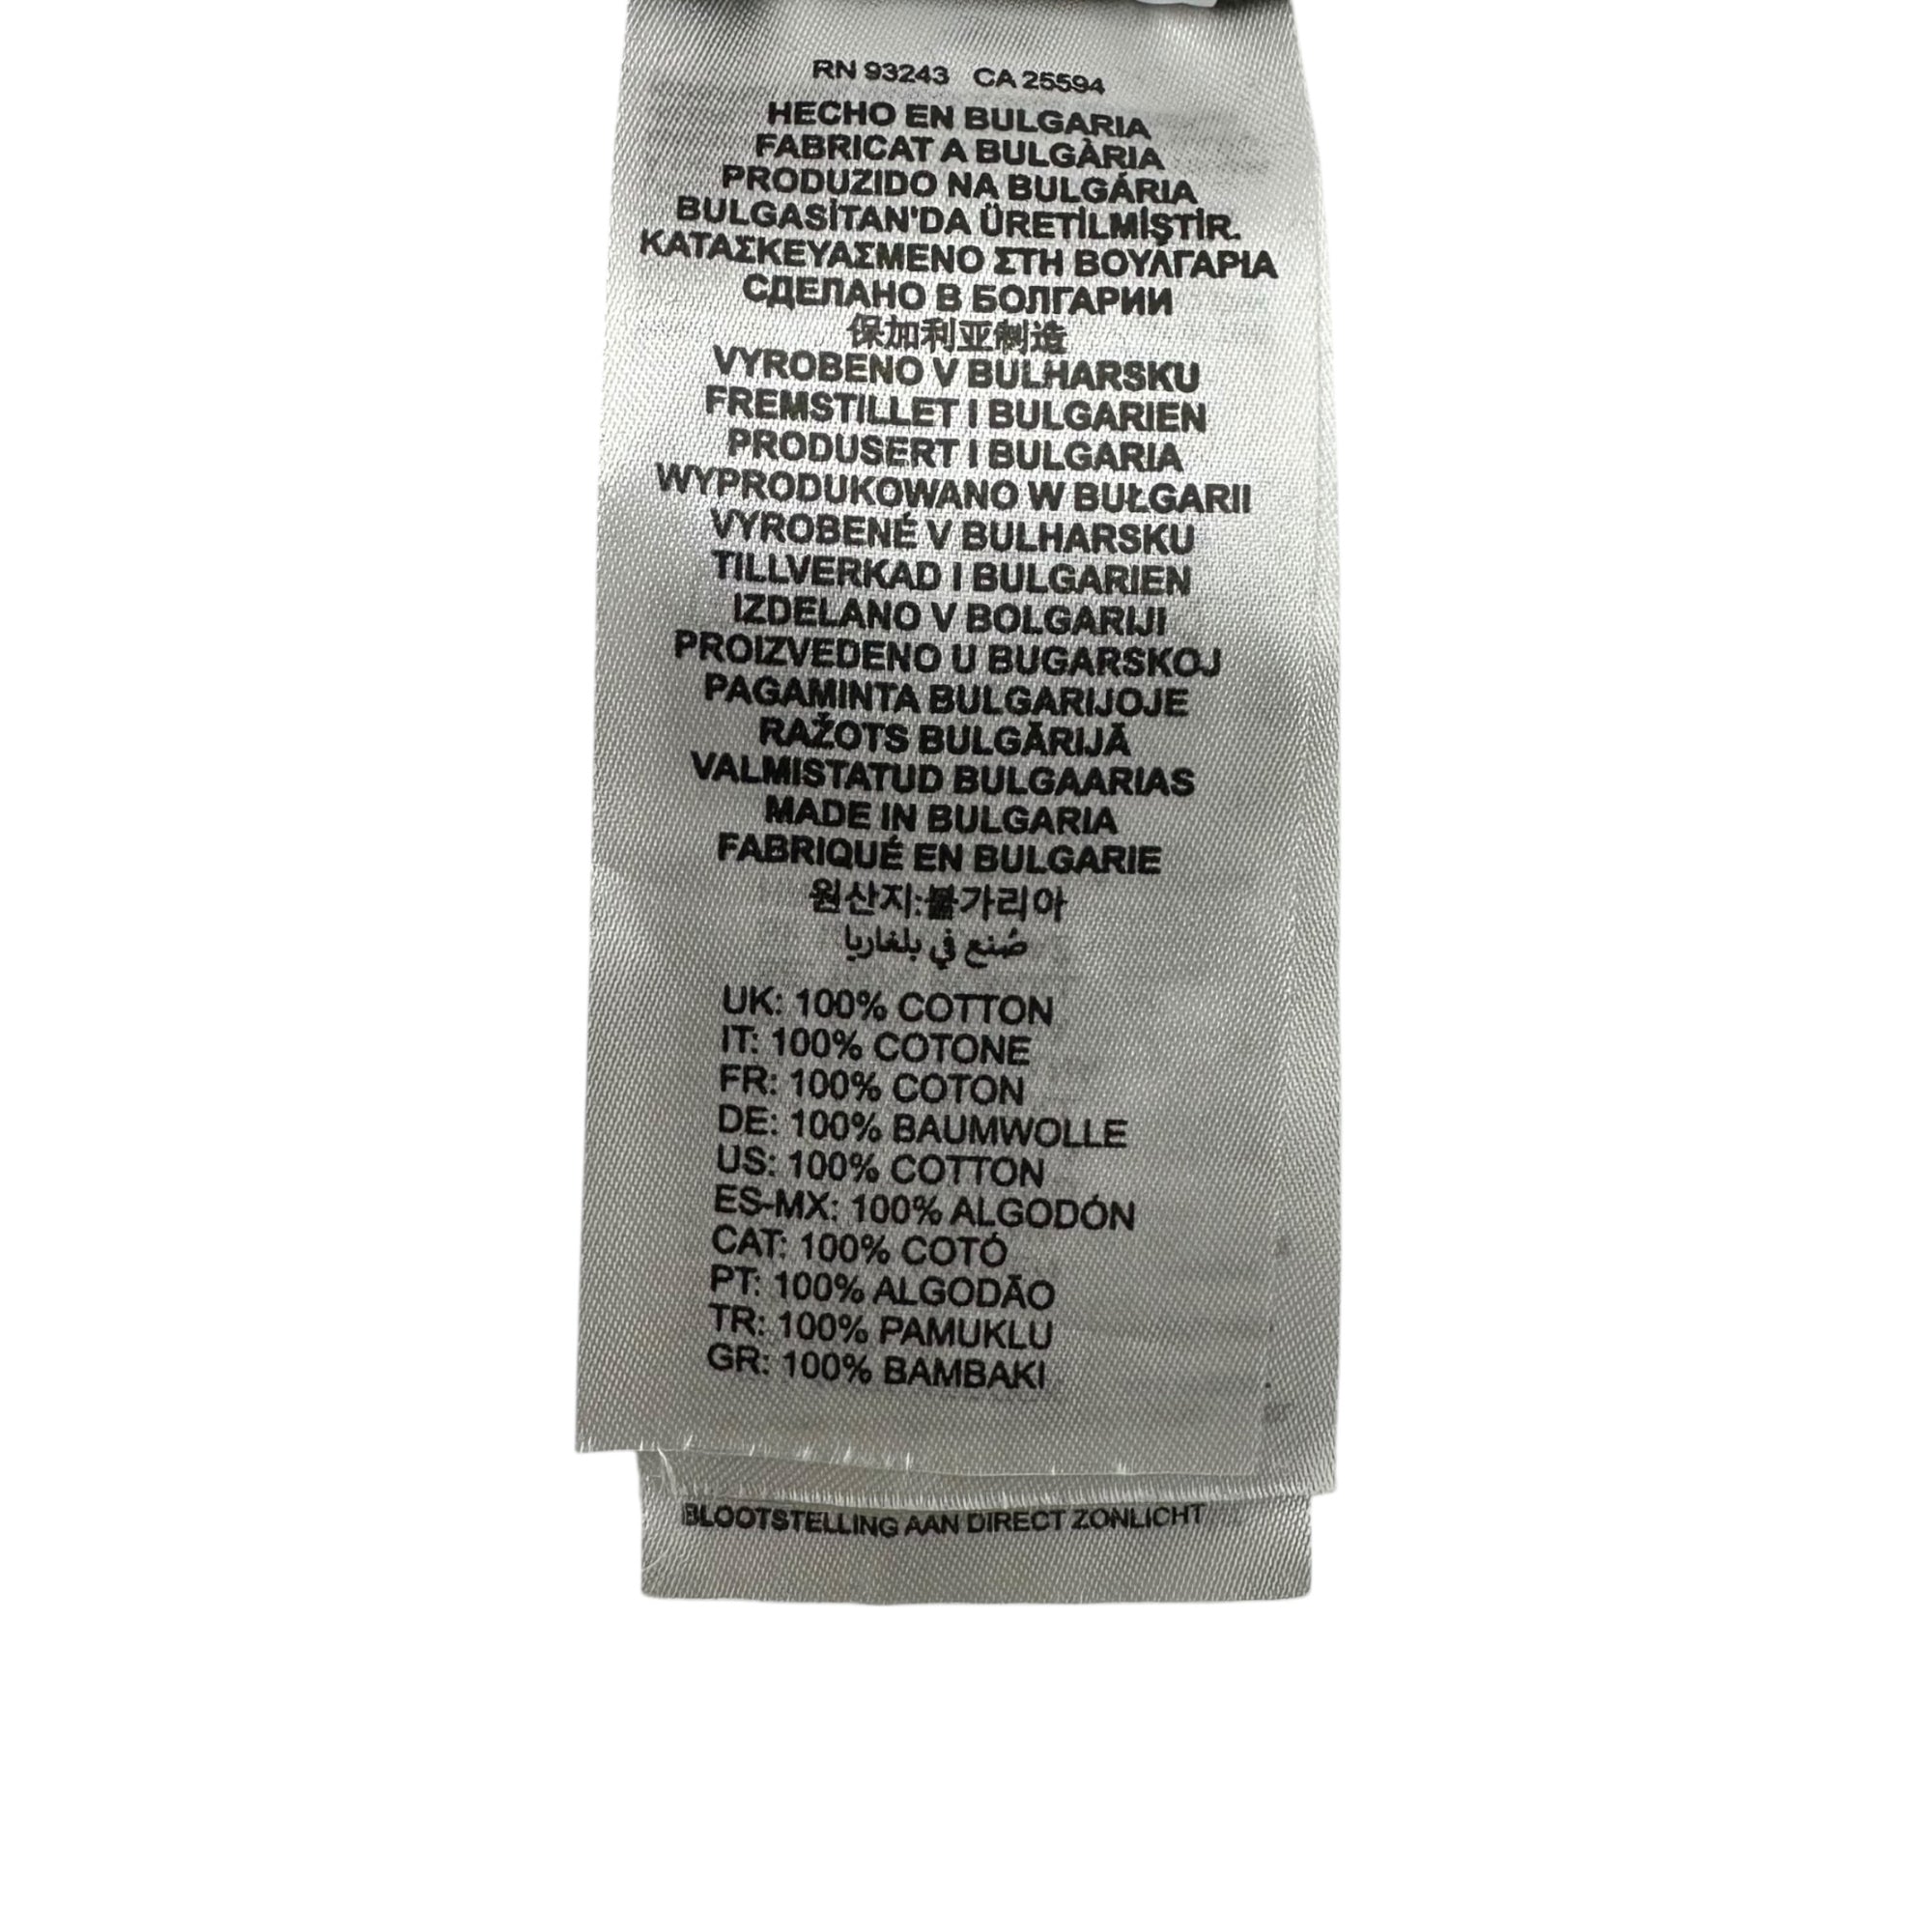 RN 93243 CA 25594
HECHO EN BULGARIA
FABRICAT A BULGÀRIA
PRODUZIDO NA BULGÁRIA
BULGASİTAN'DA ÜRETİLMİŞTİR.
ΚΑΤΑΣΚΕΥΑΣΜΕΝΟ ΣΤΗ ΒΟΥΛΓΑΡΙΑ
СДЕЛАНО В БОЛГАРИИ
保加利亚制造
VYROBENO V BULHARSKU
FREMSTILLET I BULGARIEN
PRODUSERT I BULGARIA
WYPRODUKOWANO W BUŁGARII
VYROBENÉ V BULHARSKU
TILLVERKAD I BULGARIEN
IZDELANO V BOLGARIJI
PROIZVEDENO U BUGARSKOJ
PAGAMINTA BULGARIJOJE
RAŽOTS BULGĀRIJĀ
VALMISTATUD BULGAARIAS
MADE IN BULGARIA
FABRIQUÉ EN BULGARIE
원산지:불가리아
صُنع في بلغاريا
UK: 100% COTTON
IT: 100% COTONE
FR: 100% COTON
DE: 100% BAUMWOLLE
US: 100% COTTON
ES-MX: 100% ALGODÓN
CAT: 100% COTÓ
PT: 100% ALGODÃO
TR: 100% PAMUKLU
GR: 100% BAMBAKI
BLOOTSTELLING AAN DIRECT ZONLICHT